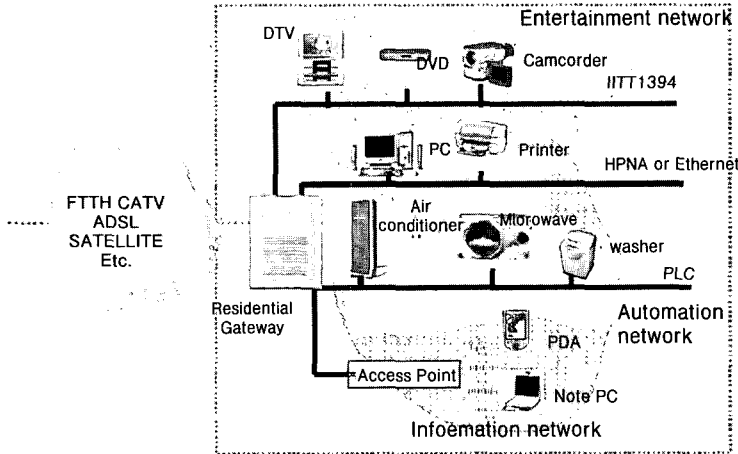 Entertainment network
DTV
DVD
Camcorder
IITT1394
PC
Printer
HPNA or Ethernet
FTTH CATV
ADSL
SATELLITE
Etc.
Air
conditioner
Miorowave
washer
PLC
Residential
Gateway
Automation
network
PDA
Access Point
Note PC
Infoemation network